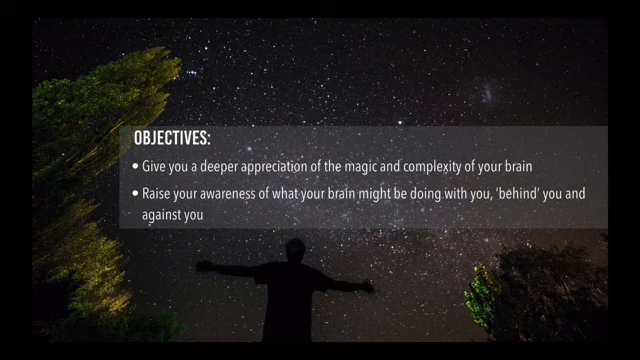 OBJECTIVES:
• Give you a deeper appreciation of the magic and complexity of your brain
• Raise your awareness of what your brain might be doing with you, ‘behind’ you and
against you